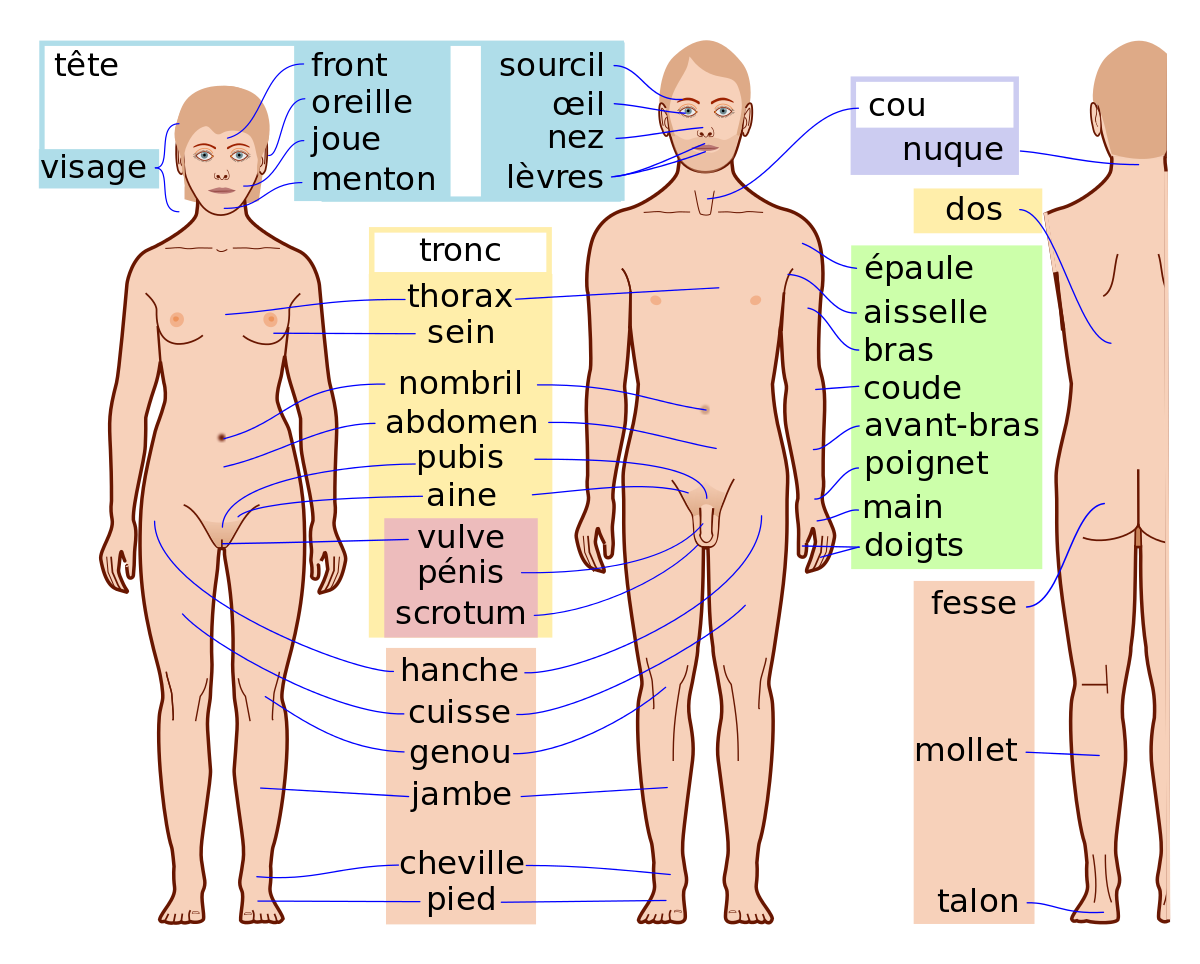 tête
visage
front
oreille
joue
menton
sourcil
œil
nez
lèvres
cou
nuque
dos
tronc
thorax
sein
nombril
abdomen
pubis
aine
vulve
pénis
scrotum
épaule
aisselle
bras
coude
avant-bras
poignet
main
doigts
hanche
cuisse
genou
jambe
cheville
pied
fesse
mollet
talon